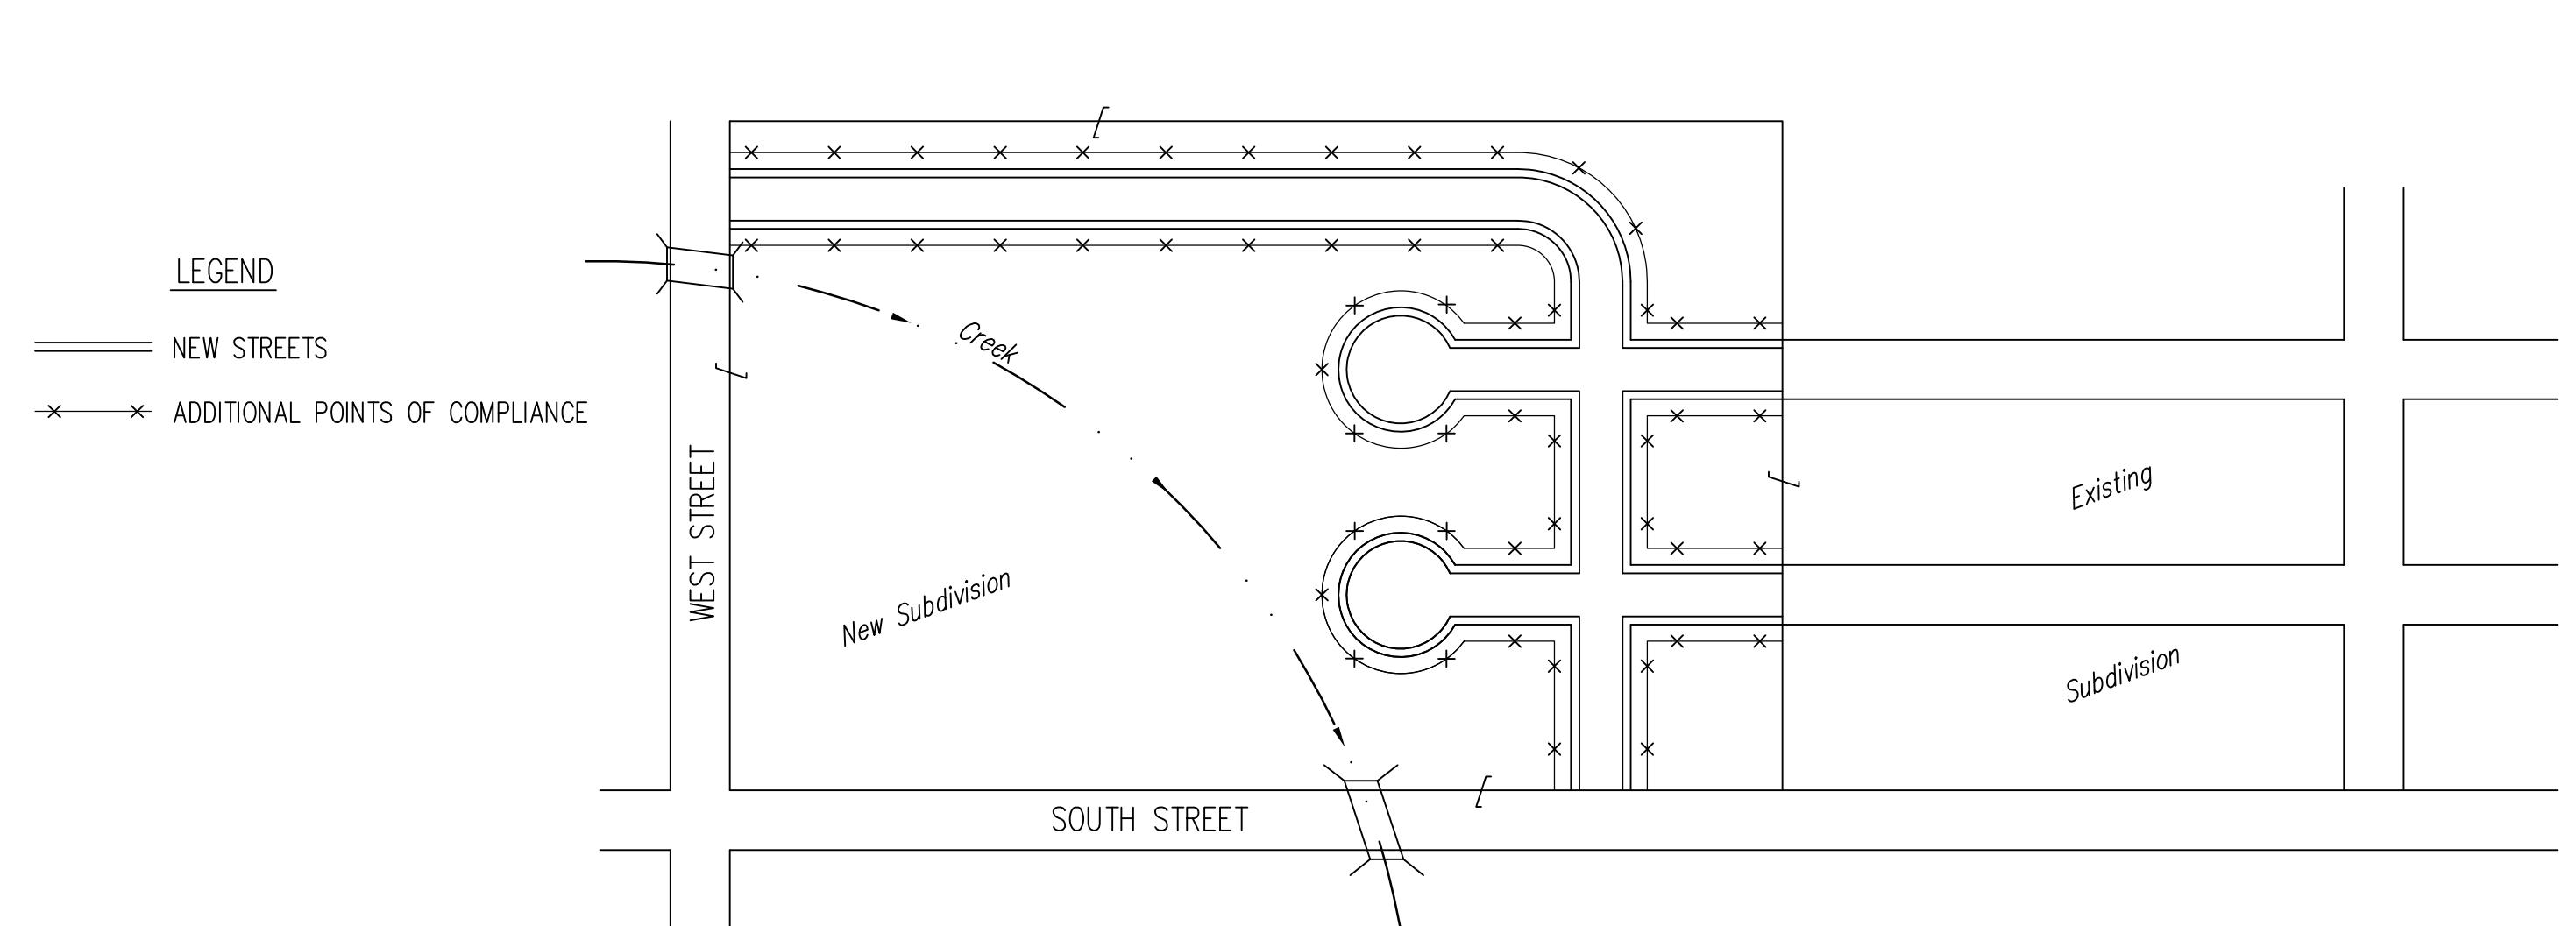 LEGEND
NEW STREETS
ADDITIONAL POINTS OF COMPLIANCE
Creek
WEST STREET
New Subdivision
SOUTH STREET
Existing
Subdivision